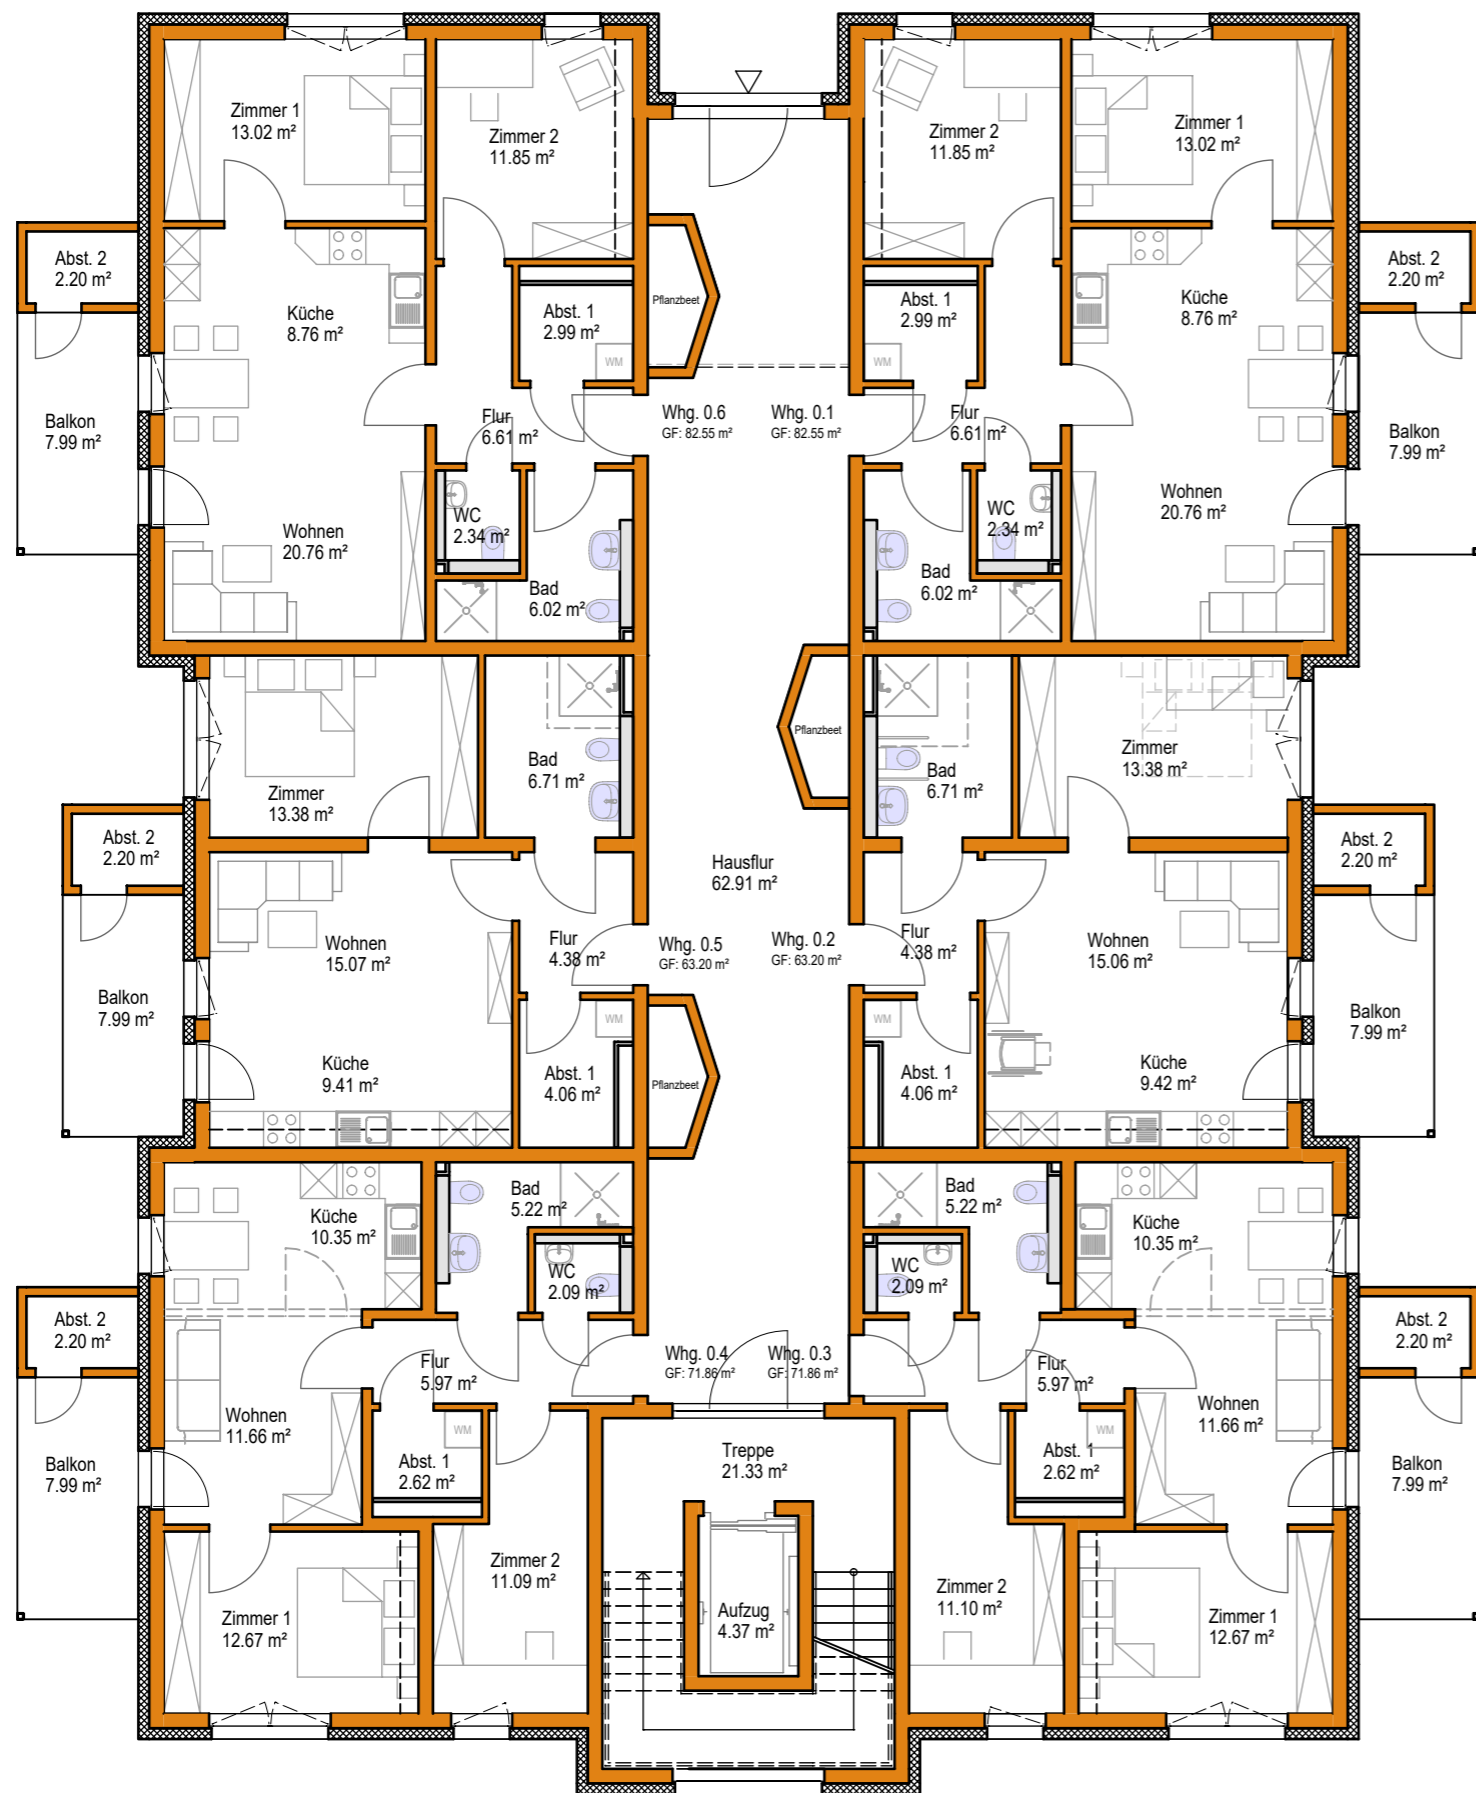 Zimmer 1
13.02 m²
Zimmer 2
11.85 m²
Zimmer 2
11.85 m²
Zimmer 1
13.02 m²
Abst. 2
2.20 m²
Küche
8.76 m²
Abst. 1
2.99 m²
WM
Pflanzbeet
Abst. 1
2.99 m²
WM
Küche
8.76 m²
Abst. 2
2.20 m²
Balkon
7.99 m²
Flur
6.61 m²
Whg. 0.6
GF: 82.55 m²
Whg. 0.1
GF: 82.55 m²
Flur
6.61 m²
Balkon
7.99 m²
Wohnen
20.76 m²
WC
2.34 m²
Bad
6.02 m²
Bad
6.02 m²
WC
2.34 m²
Wohnen
20.76 m²
Zimmer
13.38 m²
Bad
6.71 m²
Pflanzbeet
Bad
6.71 m²
Zimmer
13.38 m²
Abst. 2
2.20 m²
Hausflur
62.91 m²
Abst. 2
2.20 m²
Balkon
7.99 m²
Wohnen
15.07 m²
Flur
4.38 m²
Whg. 0.5
GF: 63.20 m²
Whg. 0.2
GF: 63.20 m²
Flur
4.38 m²
Wohnen
15.06 m²
Balkon
7.99 m²
Küche
9.41 m²
WM
Abst. 1
4.06 m²
Pflanzbeet
WM
Abst. 1
4.06 m²
Küche
9.42 m²
Küche
10.35 m²
Bad
5.22 m²
WC
2.09 m²
Bad
5.22 m²
WC
2.09 m²
Küche
10.35 m²
Abst. 2
2.20 m²
Flur
5.97 m²
Whg. 0.4
GF: 71.86 m²
Whg. 0.3
GF: 71.86 m²
Flur
5.97 m²
Abst. 2
2.20 m²
Balkon
7.99 m²
Wohnen
11.66 m²
WM
Abst. 1
2.62 m²
Treppe
21.33 m²
WM
Abst. 1
2.62 m²
Wohnen
11.66 m²
Balkon
7.99 m²
Zimmer 1
12.67 m²
Zimmer 2
11.09 m²
Aufzug
4.37 m²
Zimmer 2
11.10 m²
Zimmer 1
12.67 m²